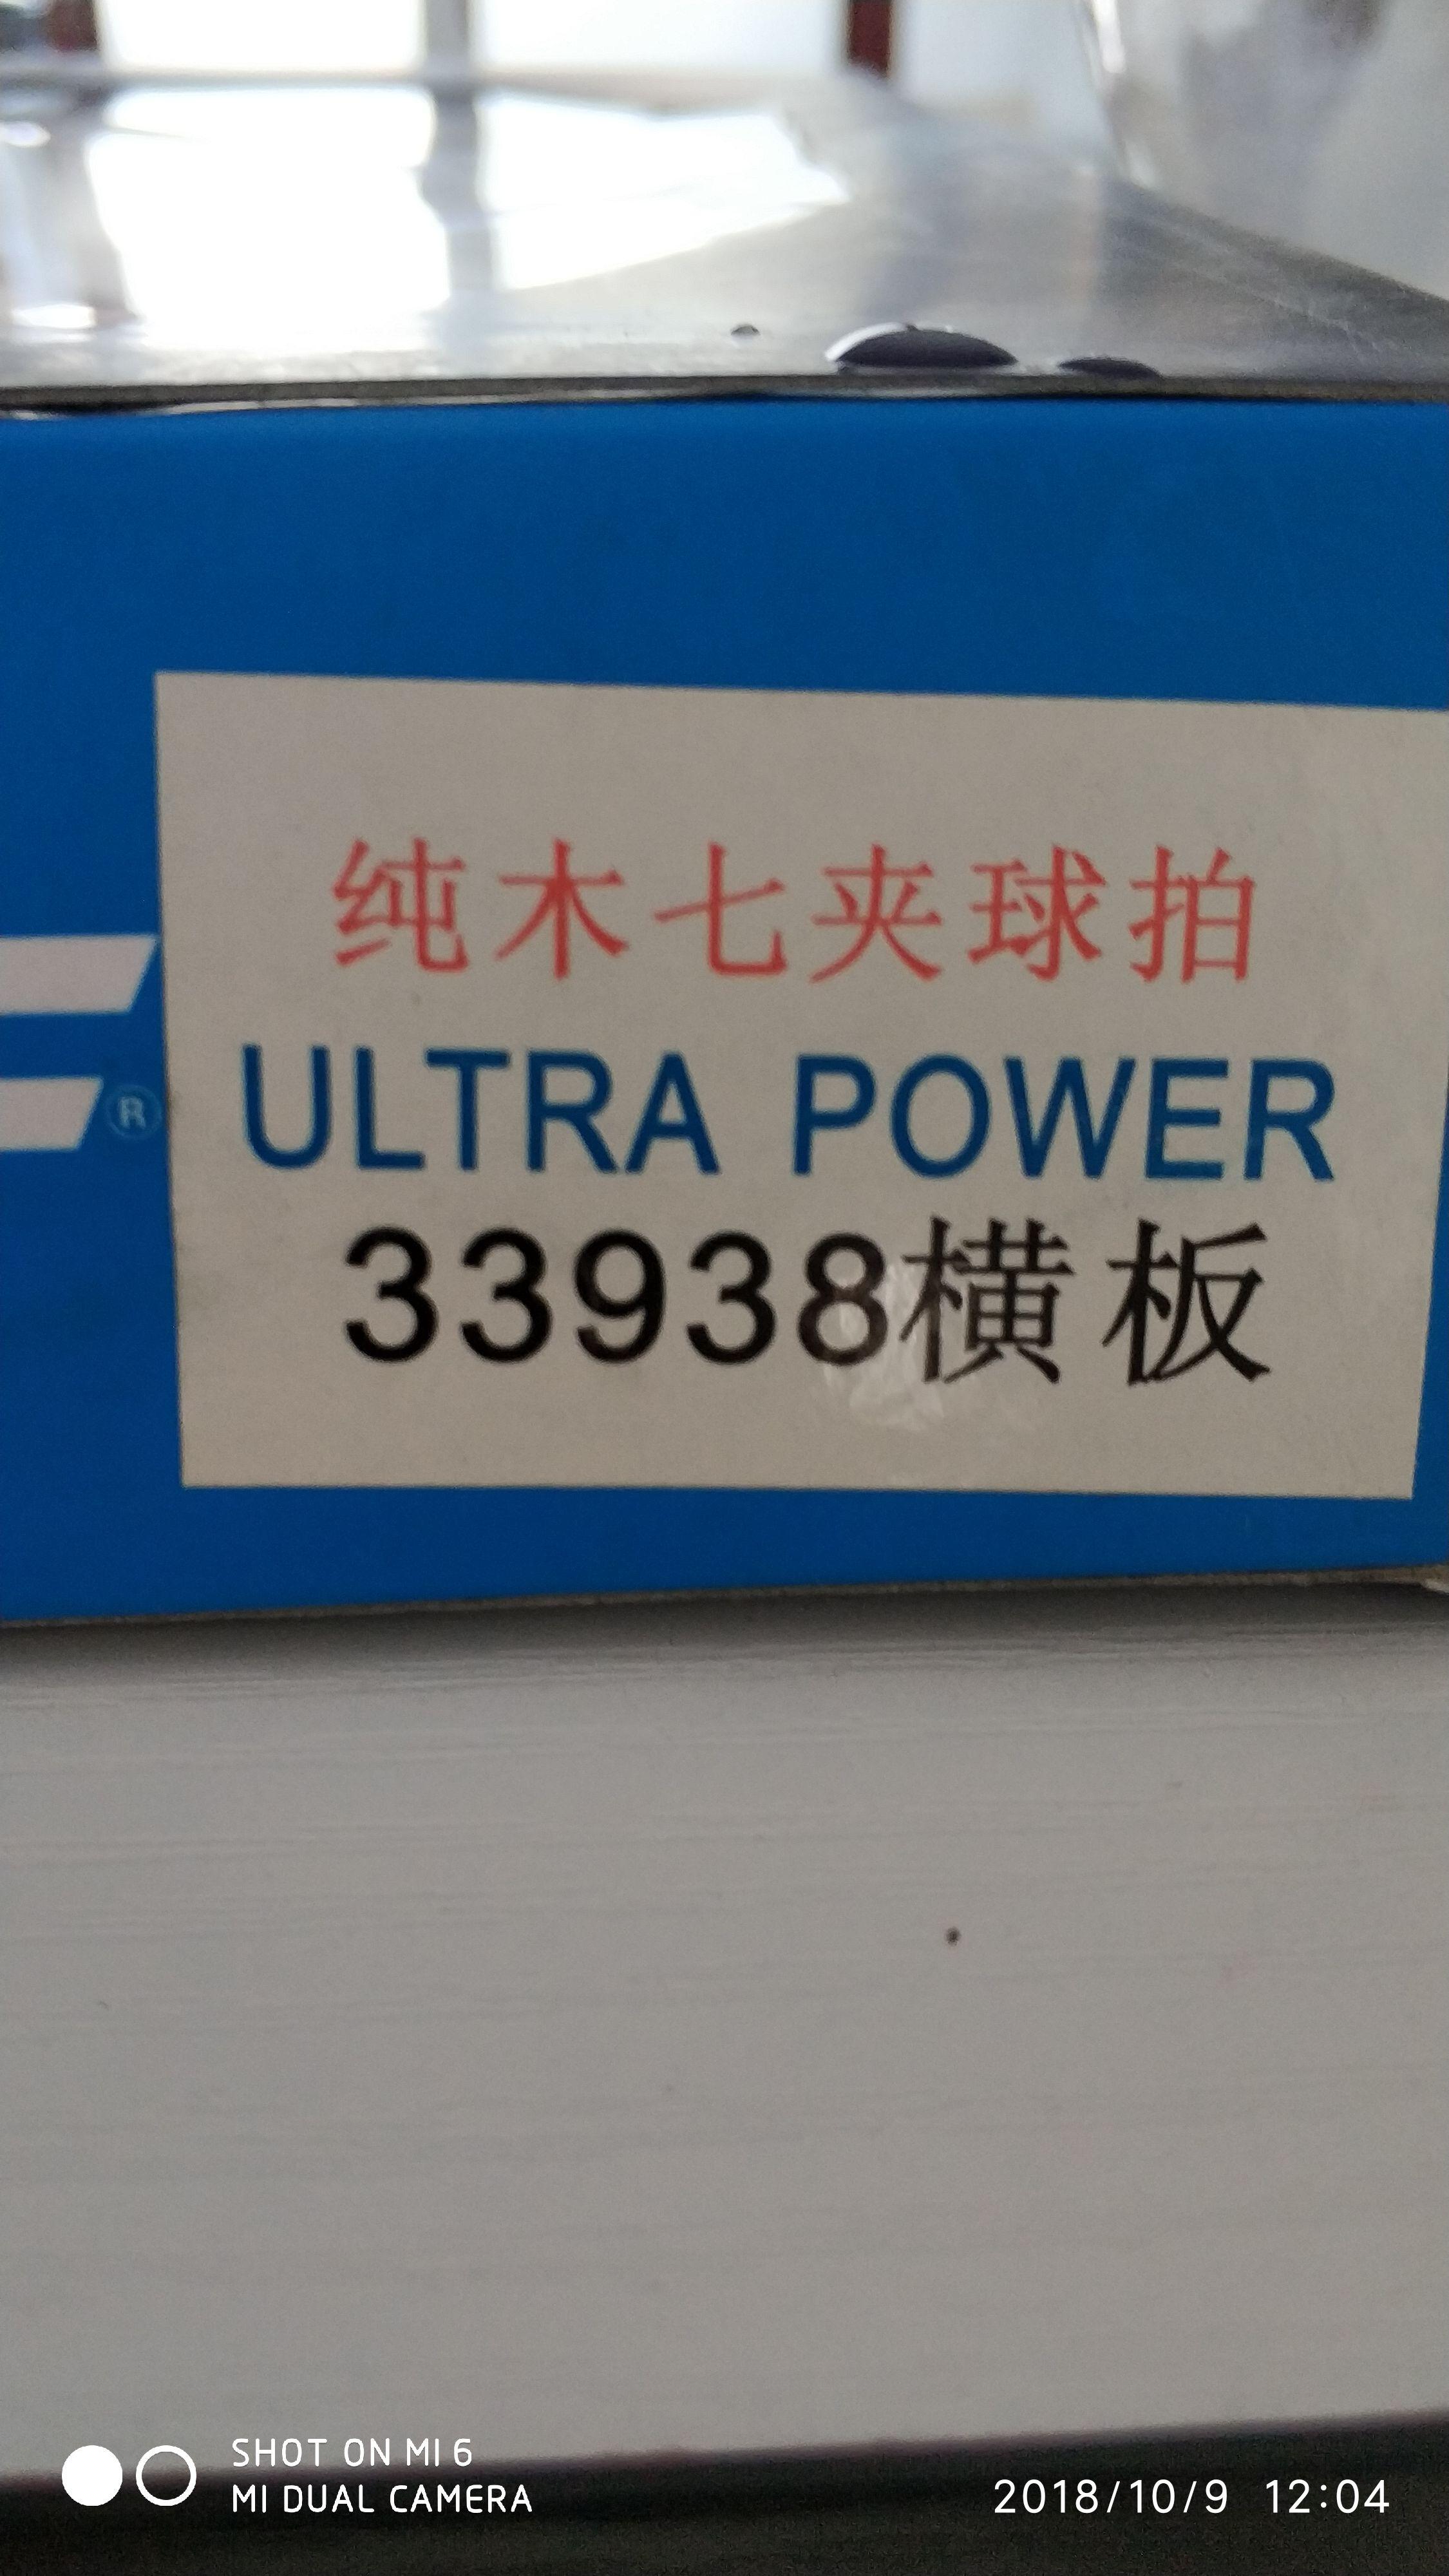 纯木七夹球拍
®
ULTRA POWER
33938横板
SHOT ON MI 6
MI DUAL CAMERA
2018/10/9 12:04